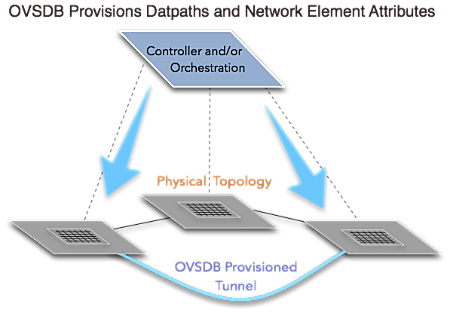 OVSDB Provisions Datpaths and Network Element Attributes
Controller and/or
Orchestration
Physical Topology
OVSDB Provisioned
Tunnel